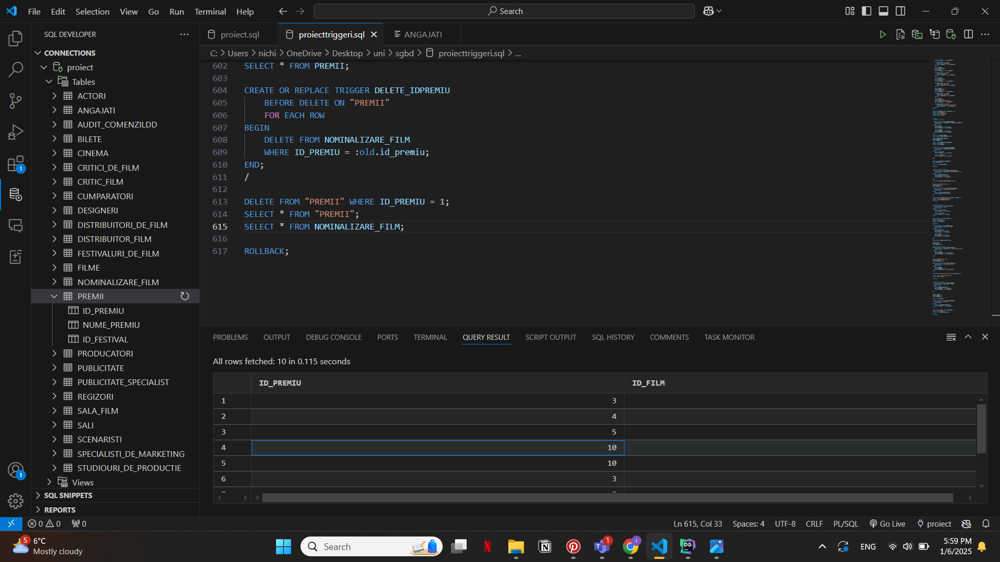 File Edit Selection View Go Run Terminal Help
Search
SQL DEVELOPER
CONNECTIONS
proiect
Tables
ACTORI
ANGAJATI
AUDIT_COMENZILDD
BILETE
CINEMA
CRITICI_DE_FILM
CRITIC_FILM
CUMPARATORI
DESIGNERI
DISTRIBUITORI_DE_FILM
DISTRIBUITOR_FILM
FESTIVALURI_DE_FILM
FILME
NOMINALIZARE_FILM
PREMII
ID_PREMIU
NUME_PREMIU
ID_FESTIVAL
PRODUCATORI
PUBLICITATE
PUBLICITATE_SPECIALIST
REGIZORI
SALA_FILM
SALI
SCENARISTI
SPECIALISTI_DE_MARKETING
STUDIOURI_DE_PRODUCTIE
Views
SQL SNIPPETS
REPORTS
1
1
proiect.sql proiecttriggeri.sql ANGAJATI
C: > Users > nichi > OneDrive > Desktop > uni > sgbd > proiecttriggeri.sql > ...
602 SELECT * FROM PREMII;
603
604 CREATE OR REPLACE TRIGGER DELETE_IDPREMIU
605 BEFORE DELETE ON "PREMII"
606 FOR EACH ROW
607 BEGIN
608 DELETE FROM NOMINALIZARE_FILM
609 WHERE ID_PREMIU = :old.id_premiu;
610 END;
611 /
612
613 DELETE FROM "PREMII" WHERE ID_PREMIU = 1;
614 SELECT * FROM "PREMII";
615 SELECT * FROM NOMINALIZARE_FILM;
616
617 ROLLBACK;
PROBLEMS OUTPUT DEBUG CONSOLE PORTS TERMINAL QUERY RESULT SCRIPT OUTPUT SQL HISTORY COMMENTS TASK MONITOR
All rows fetched: 10 in 0.115 seconds
ID_PREMIU ID_FILM
1 3
2 4
3 5
4 10
5 10
6 3
0 0 0
Ln 615, Col 33 Spaces: 4 UTF-8 CRLF PL/SQL Go Live proiect
5 6°C
Mostly cloudy
Search
N
N
1
I
DG
ENG
5:59 PM
1/6/2025